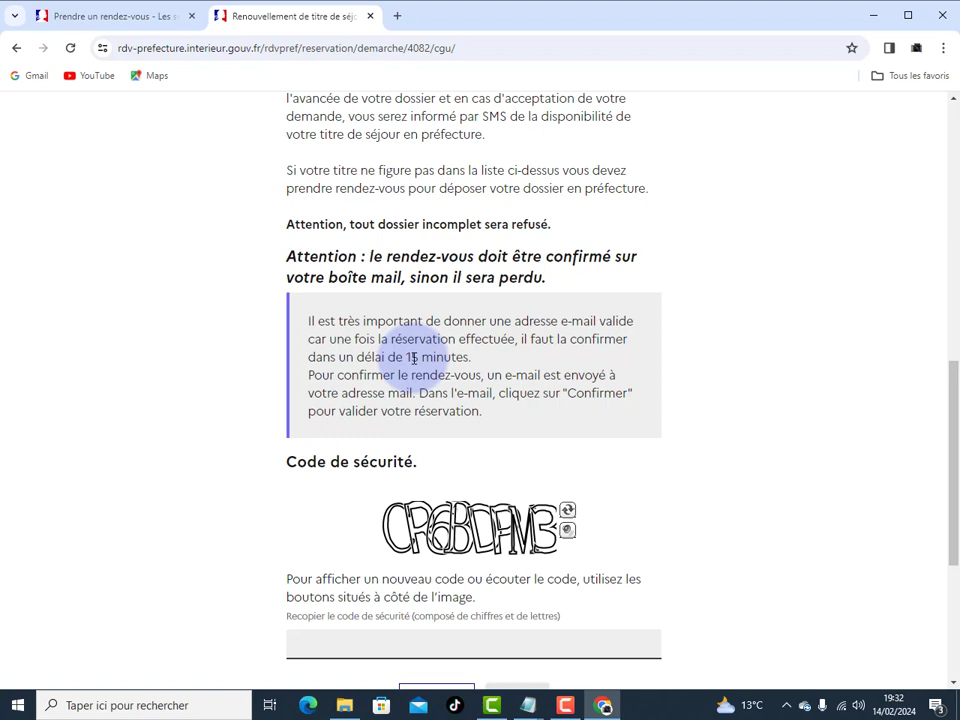 Prendre un rendez-vous - Les s
Renouvellement de titre de séjo
rdv-prefecture.interieur.gouv.fr/rdvpref/reservation/demarche/4082/cgu/
Gmail
YouTube
Maps
Tous les favoris
l'avancée de votre dossier et en cas d'acceptation de votre
demande, vous serez informé par SMS de la disponibilité de
votre titre de séjour en préfecture.
Si votre titre ne figure pas dans la liste ci-dessus vous devez
prendre rendez-vous pour déposer votre dossier en préfecture.
Attention, tout dossier incomplet sera refusé.
Attention : le rendez-vous doit être confirmé sur
votre boîte mail, sinon il sera perdu.
Il est très important de donner une adresse e-mail valide
car une fois la réservation effectuée, il faut la confirmer
dans un délai de 15 minutes.
Pour confirmer le rendez-vous, un e-mail est envoyé à
votre adresse mail. Dans l'e-mail, cliquez sur "Confirmer"
pour valider votre réservation.
Code de sécurité.
Pour afficher un nouveau code ou écouter le code, utilisez les
boutons situés à côté de l'image.
Recopier le code de sécurité (composé de chiffres et de lettres)
Taper ici pour rechercher
13°C
19:32
14/02/2024
3